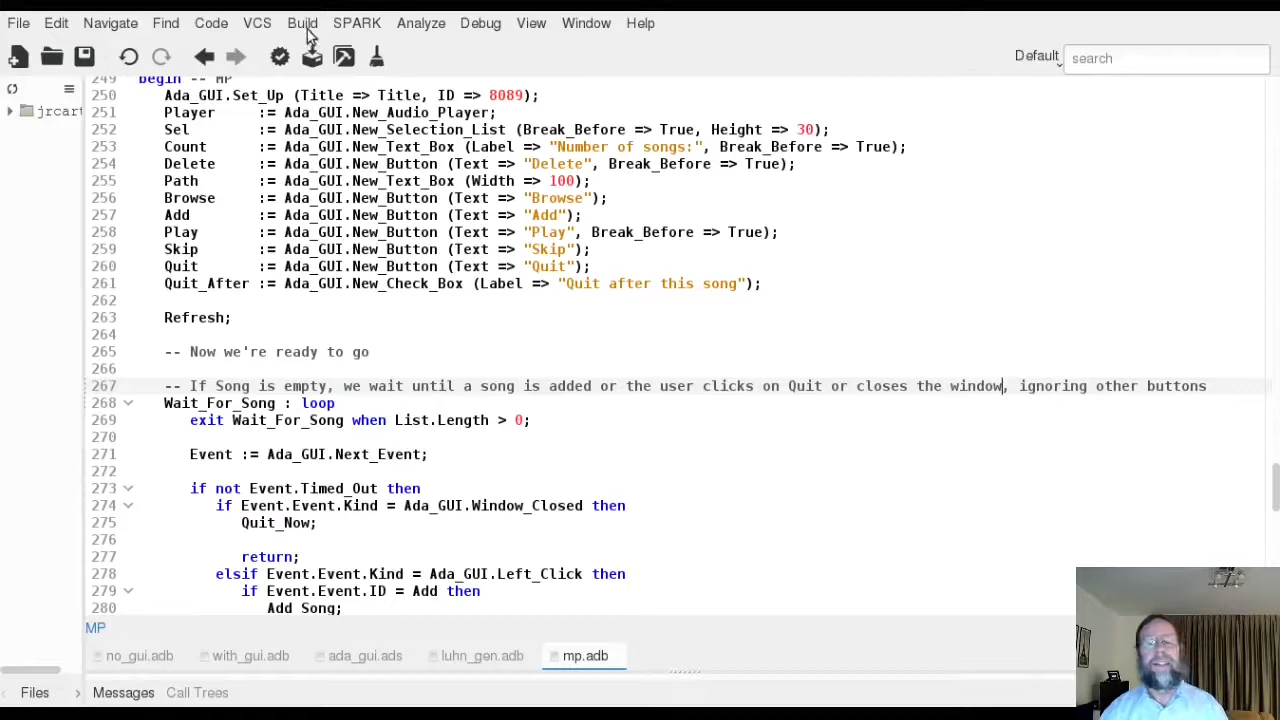 File Edit Navigate Find Code VCS Build SPARK Analyze Debug View Window Help
Default search
jrcart
249 begin -- MP
250 Ada_GUI.Set_Up (Title => Title, ID => 8089);
251 Player := Ada_GUI.New_Audio_Player;
252 Sel := Ada_GUI.New_Selection_List (Break_Before => True, Height => 30);
253 Count := Ada_GUI.New_Text_Box (Label => "Number of songs:", Break_Before => True);
254 Delete := Ada_GUI.New_Button (Text => "Delete", Break_Before => True);
255 Path := Ada_GUI.New_Text_Box (Width => 100);
256 Browse := Ada_GUI.New_Button (Text => "Browse");
257 Add := Ada_GUI.New_Button (Text => "Add");
258 Play := Ada_GUI.New_Button (Text => "Play", Break_Before => True);
259 Skip := Ada_GUI.New_Button (Text => "Skip");
260 Quit := Ada_GUI.New_Button (Text => "Quit");
261 Quit_After := Ada_GUI.New_Check_Box (Label => "Quit after this song");
262
263 Refresh;
264
265 -- Now we're ready to go
266
267 -- If Song is empty, we wait until a song is added or the user clicks on Quit or closes the window, ignoring other buttons
268 Wait_For_Song : loop
269 exit Wait_For_Song when List.Length > 0;
270
271 Event := Ada_GUI.Next_Event;
272
273 if not Event.Timed_Out then
274 if Event.Event.Kind = Ada_GUI.Window_Closed then
275 Quit_Now;
276
277 return;
278 elsif Event.Event.Kind = Ada_GUI.Left_Click then
279 if Event.Event.ID = Add then
280 Add_Song;
MP
no_gui.adb with_gui.adb ada_gui.ads luhn_gen.adb mp.adb
Files Messages Call Trees